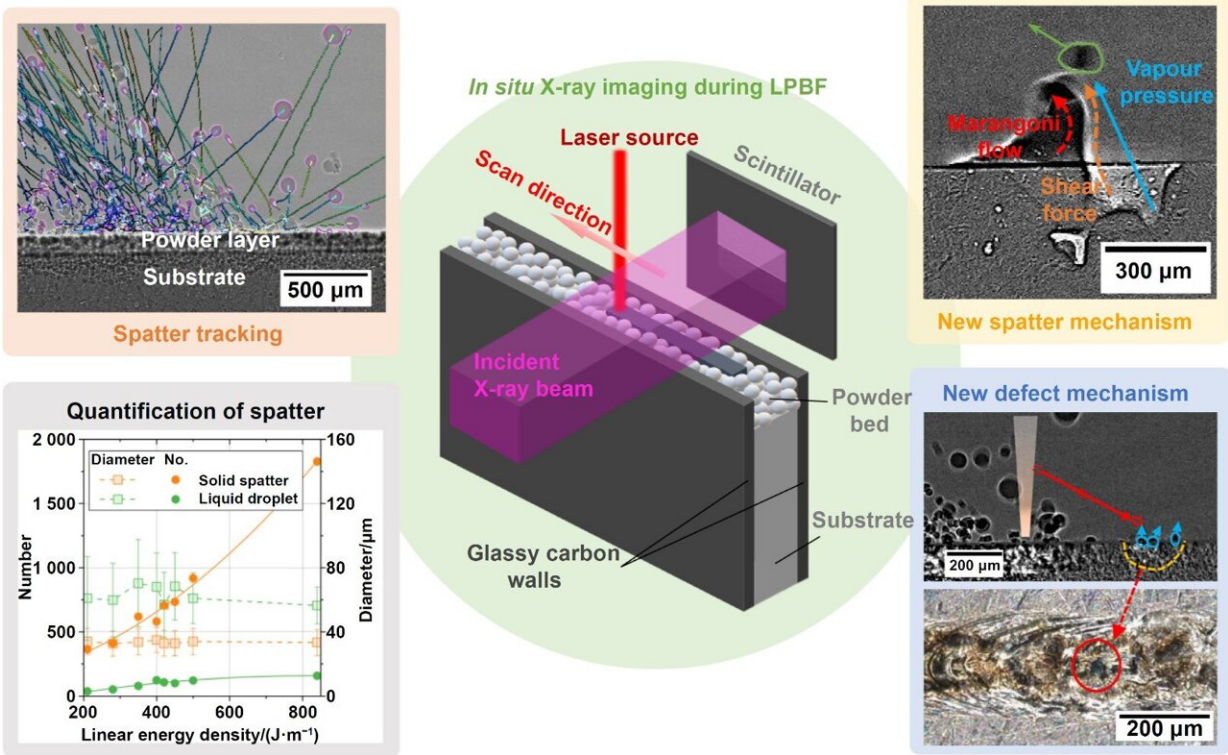 Powder layer
Substrate
500 µm
Spatter tracking
In situ X-ray imaging during LPBF
Laser source
Scan direction
Scintillator
Incident
X-ray beam
Powder
bed
Substrate
Glassy carbon
walls
Vapour
pressure
Marangoni
flow
Shear
force
300 µm
New spatter mechanism
Quantification of spatter
2 000
1 500
1 000
500
0
Number
160
120
80
40
0
Diameter/µm
Diameter No.
Solid spatter
Liquid droplet
200 400 600 800
Linear energy density/(J·m⁻¹)
New defect mechanism
200 µm
200 µm